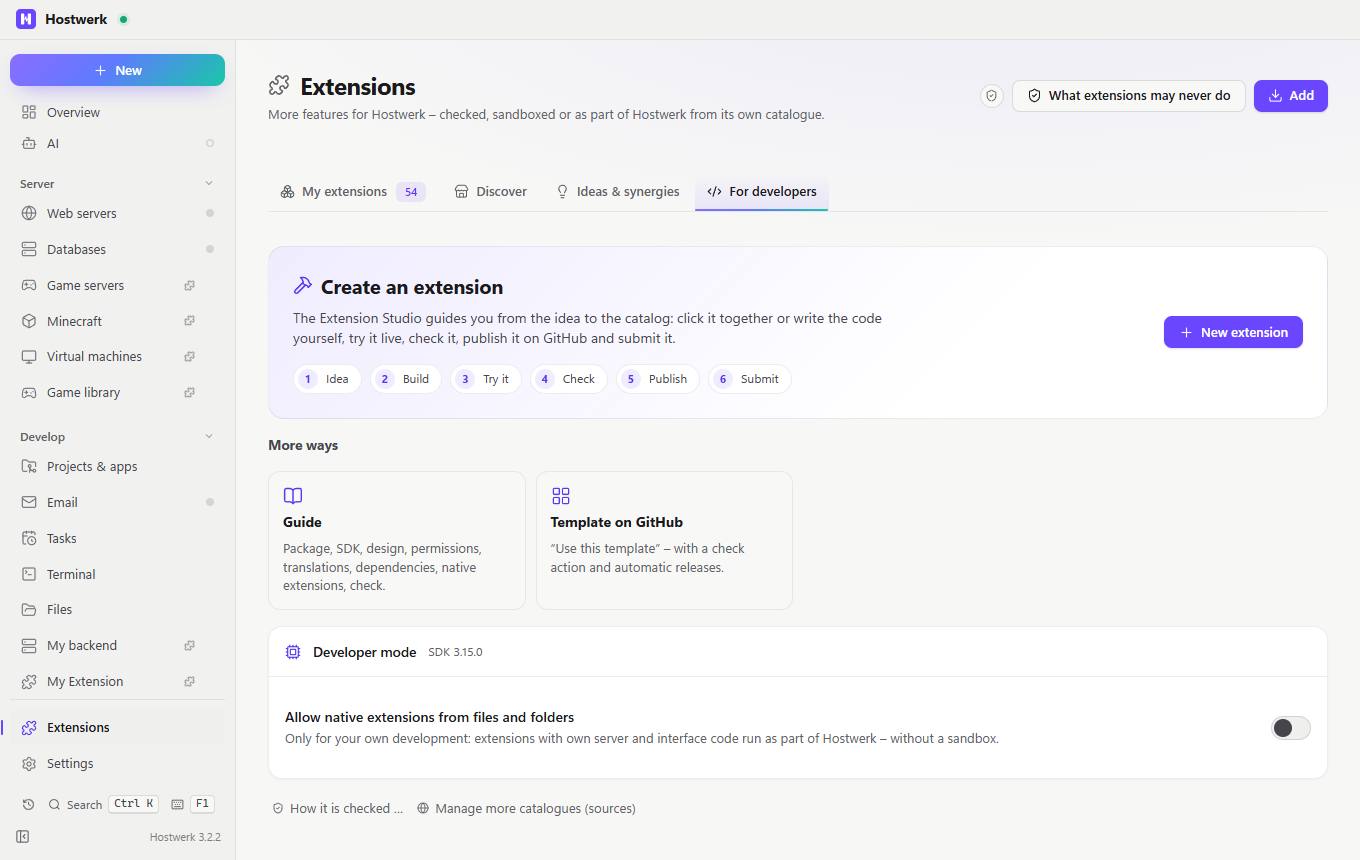 Hostwerk
New
Overview
AI
Server
Web servers
Databases
Game servers
Minecraft
Virtual machines
Game library
Develop
Projects & apps
Email
Tasks
Terminal
Files
My backend
My Extension
Extensions
Settings
Search Ctrl K F1
Hostwerk 3.2.2
Extensions
More features for Hostwerk – checked, sandboxed or as part of Hostwerk from its own catalogue.
What extensions may never do
Add
My extensions 54
Discover
Ideas & synergies
For developers
Create an extension
The Extension Studio guides you from the idea to the catalog: click it together or write the code
yourself, try it live, check it, publish it on GitHub and submit it.
1 Idea
2 Build
3 Try it
4 Check
5 Publish
6 Submit
New extension
More ways
Guide
Package, SDK, design, permissions,
translations, dependencies, native
extensions, check.
Template on GitHub
“Use this template” – with a check
action and automatic releases.
Developer mode SDK 3.15.0
Allow native extensions from files and folders
Only for your own development: extensions with own server and interface code run as part of Hostwerk – without a sandbox.
How it is checked ...
Manage more catalogues (sources)